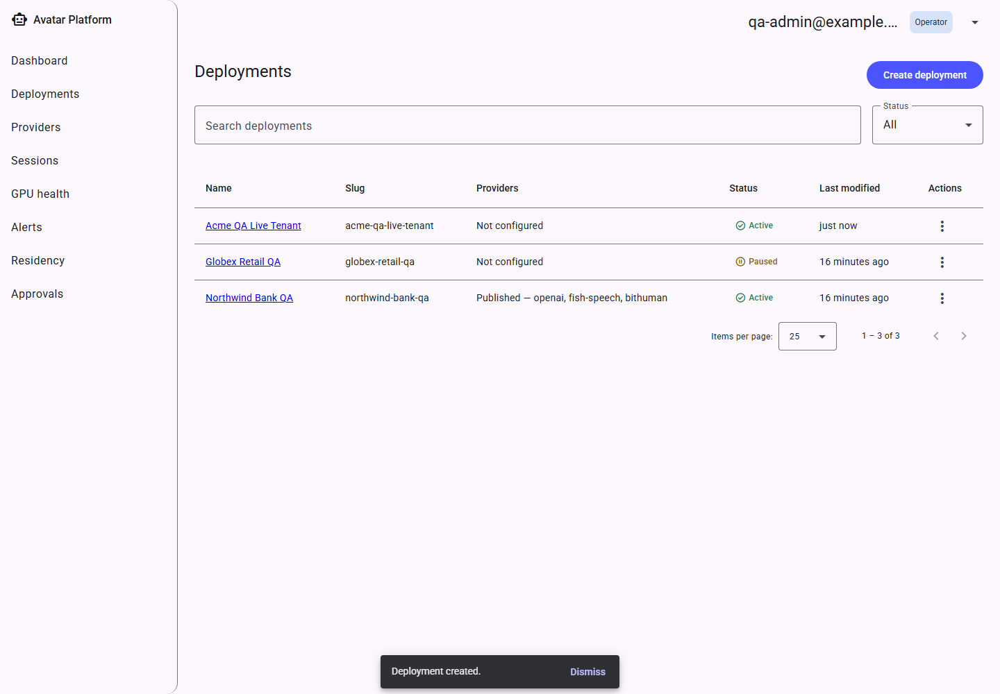 Avatar Platform
Dashboard
Deployments
Providers
Sessions
GPU health
Alerts
Residency
Approvals
qa-admin@example.... Operator
Deployments
Create deployment
Search deployments
Status
All
Name Slug Providers Status Last modified Actions
Acme QA Live Tenant acme-qa-live-tenant Not configured Active just now
Globex Retail QA globex-retail-qa Not configured Paused 16 minutes ago
Northwind Bank QA northwind-bank-qa Published — openai, fish-speech, bithuman Active 16 minutes ago
Items per page: 25 1 – 3 of 3
Deployment created. Dismiss